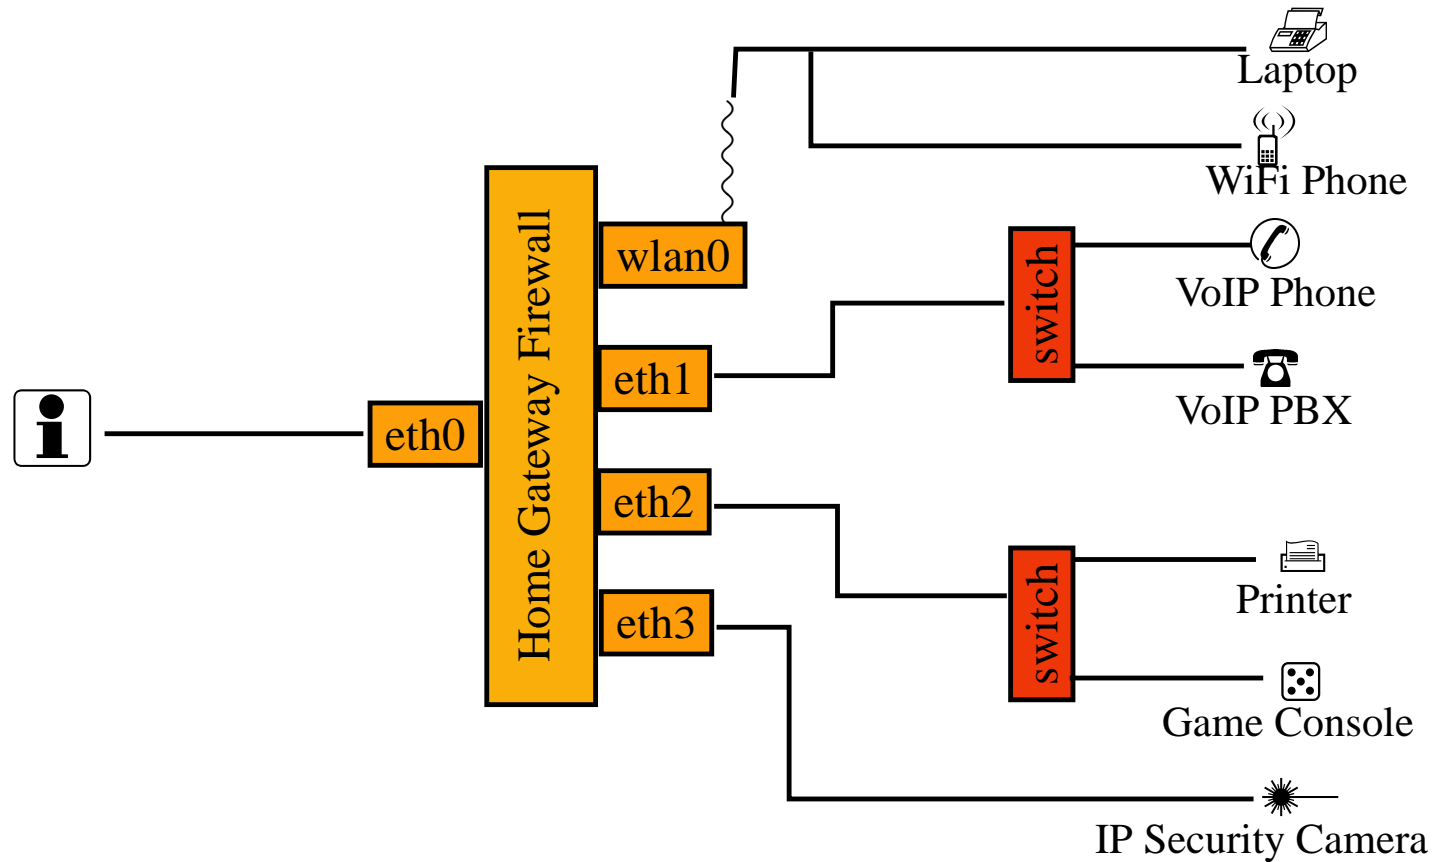 Laptop
WiFi Phone
wlan0
switch
VoIP Phone
eth1
VoIP PBX
eth0
Home Gateway Firewall
eth2
switch
Printer
eth3
Game Console
IP Security Camera